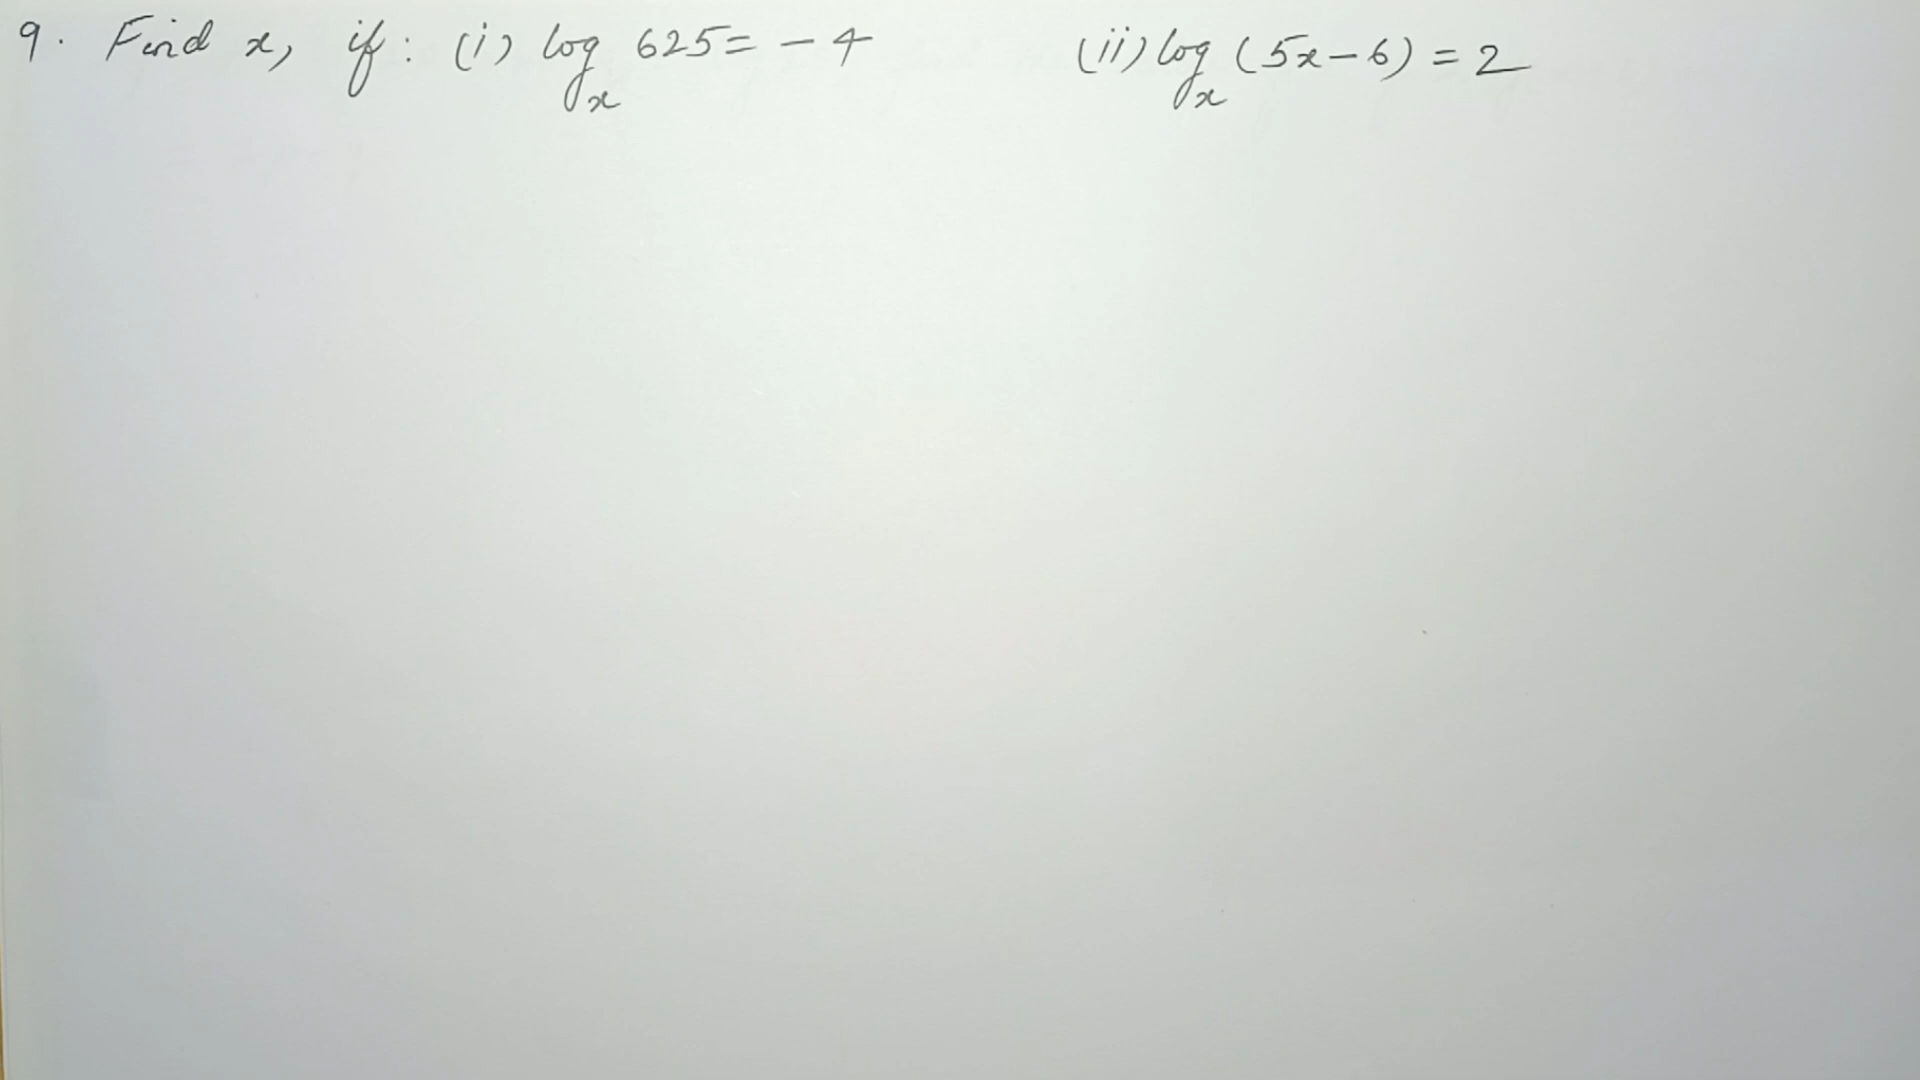 9. Find x, if: (i) log_x 625 = -4 (ii) log_x (5x-6) = 2